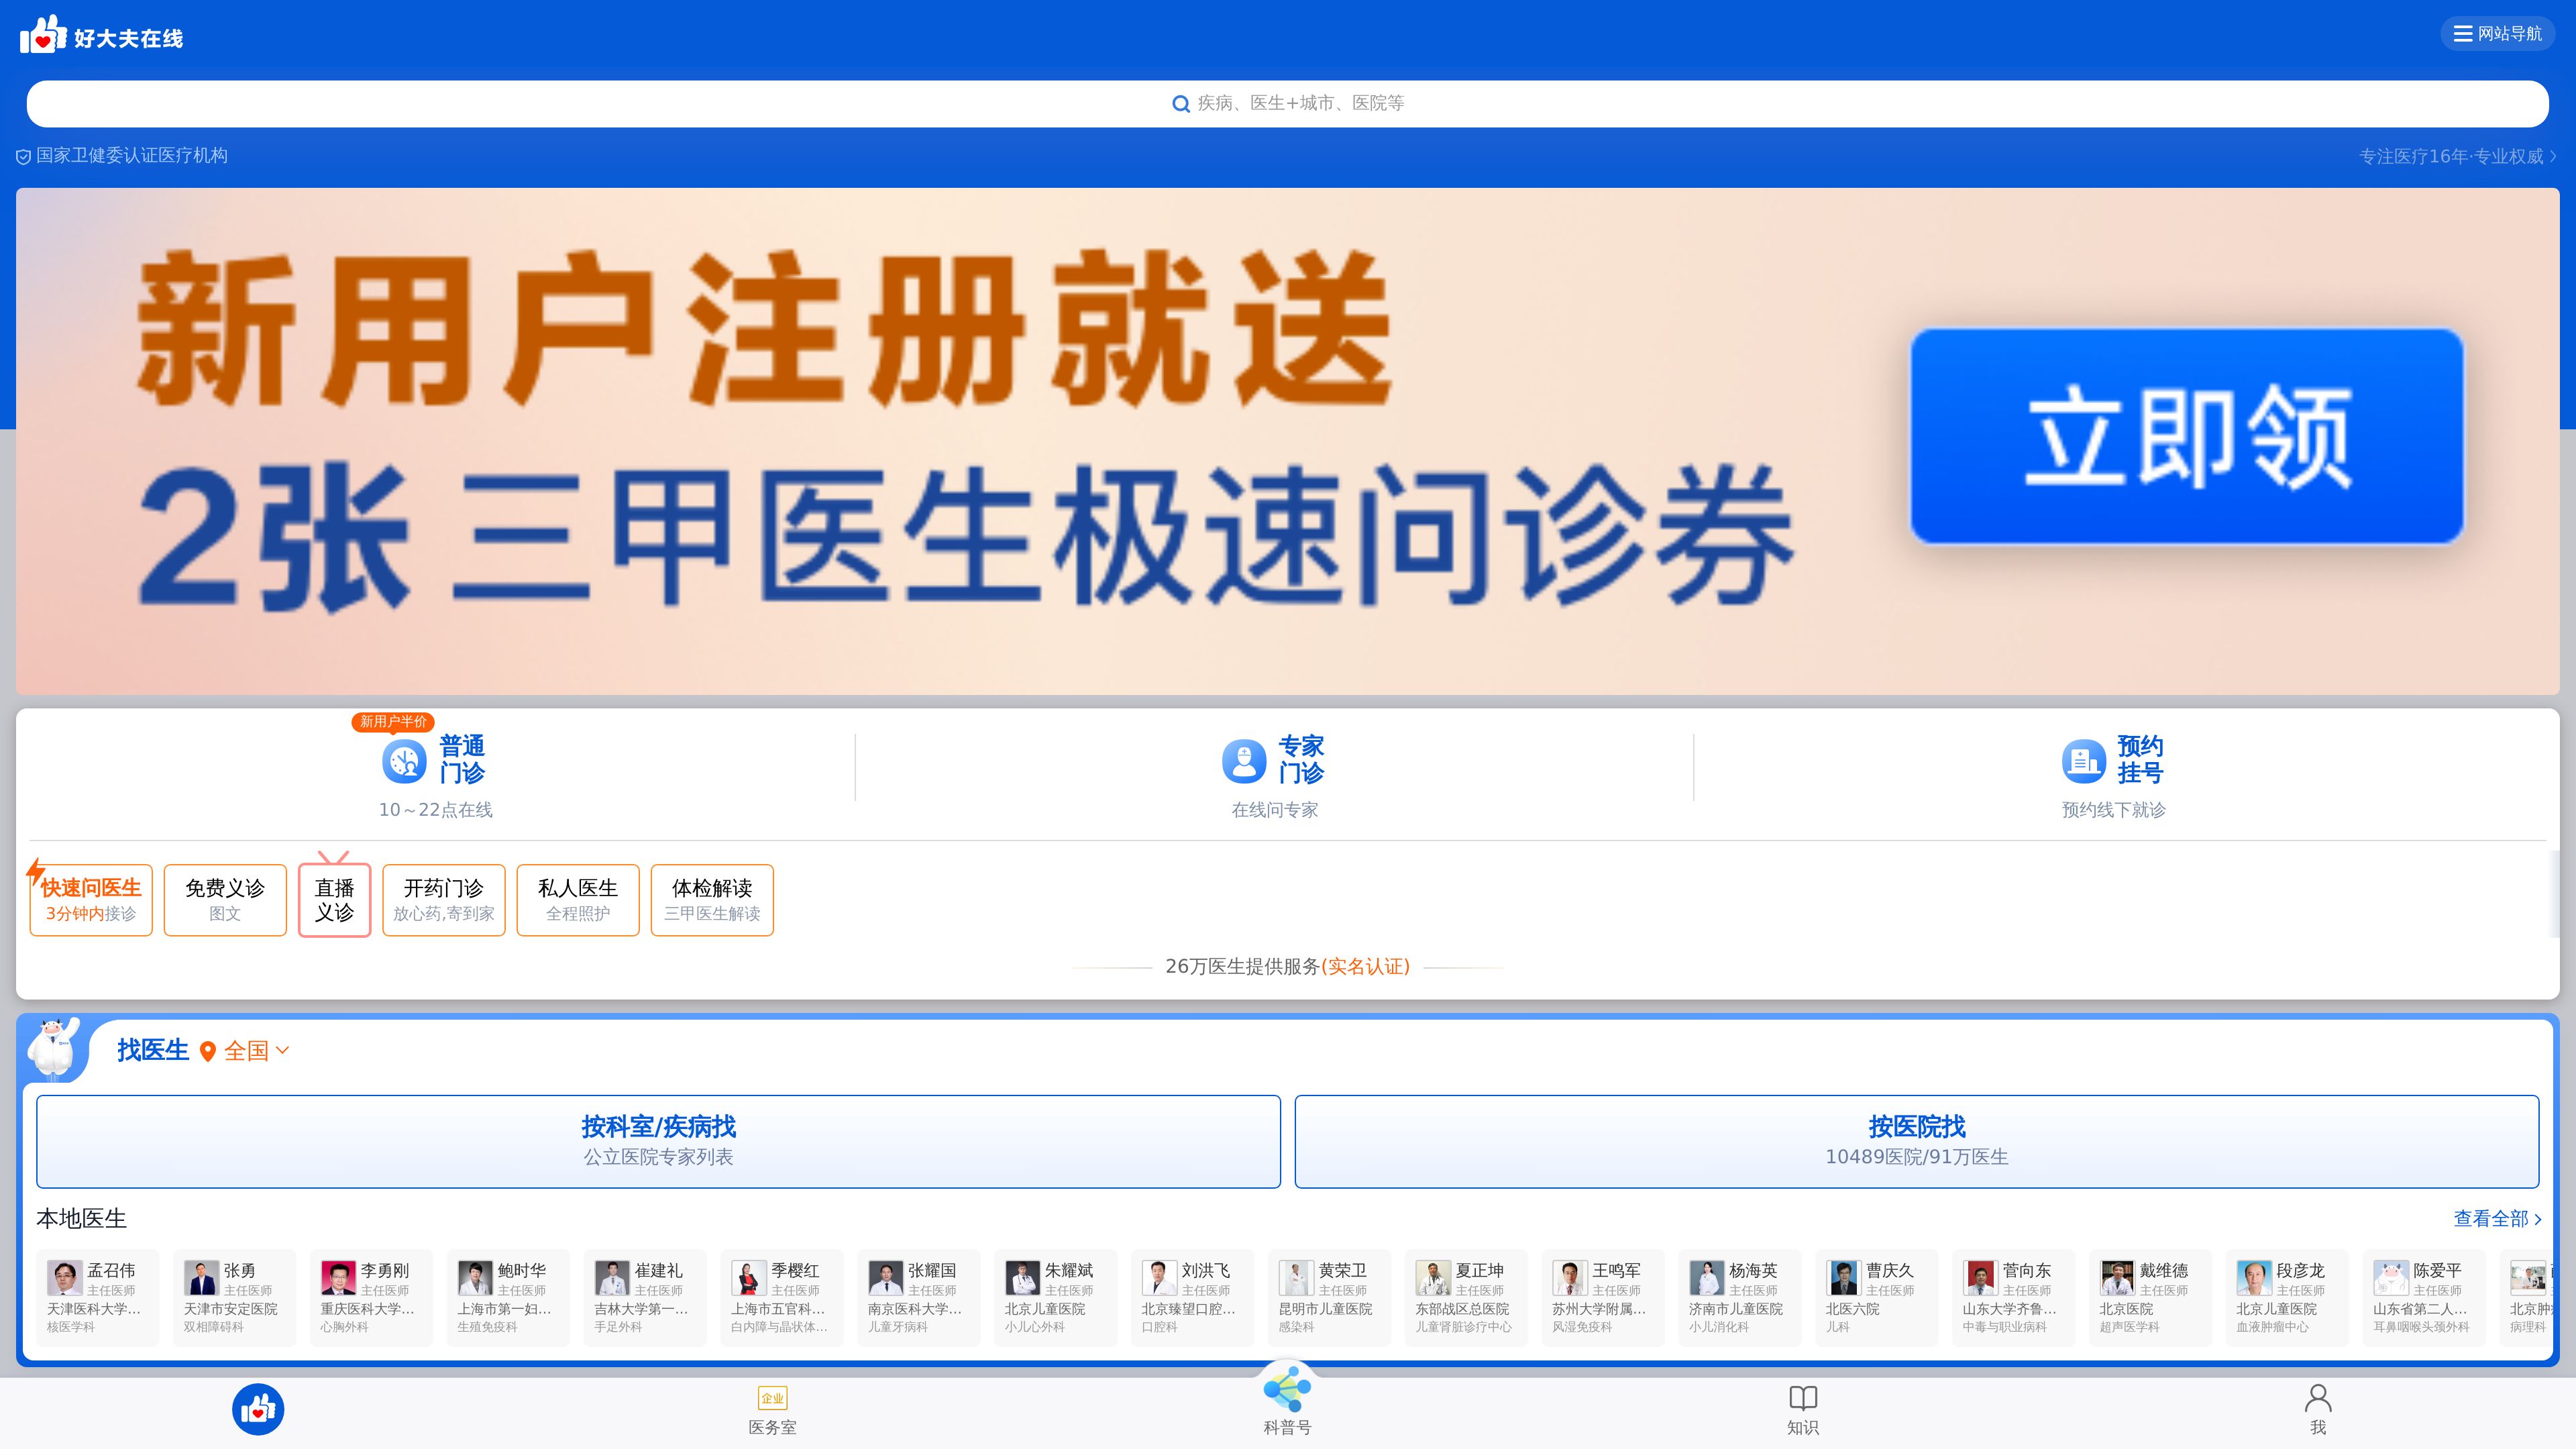 好大夫在线
网站导航
疾病、医生+城市、医院等
国家卫健委认证医疗机构
专注医疗16年·专业权威
新用户注册就送
2张 三甲医生极速问诊券
立即领
新用户半价
普通
门诊
10～22点在线
专家
门诊
在线问专家
预约
挂号
预约线下就诊
快速问医生
3分钟内接诊
免费义诊
图文
直播
义诊
开药门诊
放心药,寄到家
私人医生
全程照护
体检解读
三甲医生解读
26万医生提供服务(实名认证)
找医生
全国
按科室/疾病找
公立医院专家列表
按医院找
10489医院/91万医生
本地医生
查看全部
孟召伟
主任医师
天津医科大学...
核医学科
张勇
主任医师
天津市安定医院
双相障碍科
李勇刚
主任医师
重庆医科大学...
心胸外科
鲍时华
主任医师
上海市第一妇...
生殖免疫科
崔建礼
主任医师
吉林大学第一...
手足外科
季樱红
主任医师
上海市五官科...
白内障与晶状体...
张耀国
主任医师
南京医科大学...
儿童牙病科
朱耀斌
主任医师
北京儿童医院
小儿心外科
刘洪飞
主任医师
北京臻望口腔...
口腔科
黄荣卫
主任医师
昆明市儿童医院
感染科
夏正坤
主任医师
东部战区总医院
儿童肾脏诊疗中心
王鸣军
主任医师
苏州大学附属...
风湿免疫科
杨海英
主任医师
济南市儿童医院
小儿消化科
曹庆久
主任医师
北医六院
儿科
菅向东
主任医师
山东大学齐鲁...
中毒与职业病科
戴维德
主任医师
北京医院
超声医学科
段彦龙
主任医师
北京儿童医院
血液肿瘤中心
陈爱平
主任医师
山东省第二人...
耳鼻咽喉头颈外科
北京肿
病理科
企业
医务室
科普号
知识
我